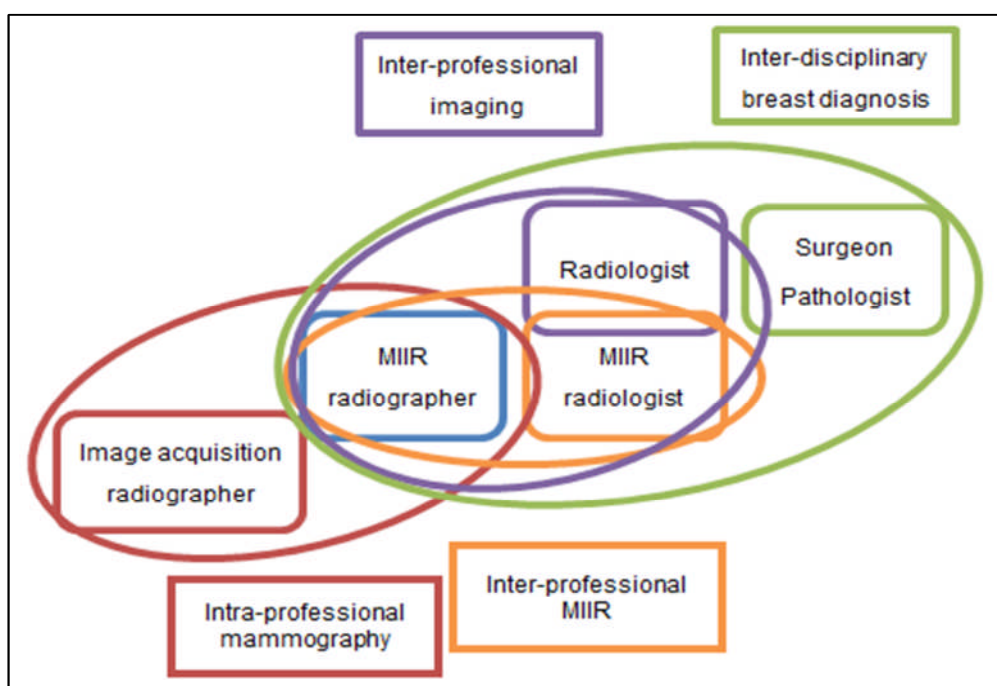 Inter-professional
imaging
Inter-disciplinary
breast diagnosis
Radiologist
Surgeon
Pathologist
MIIR
radiographer
MIIR
radiologist
Image acquisition
radiographer
Intra-professional
mammography
Inter-professional
MIIR